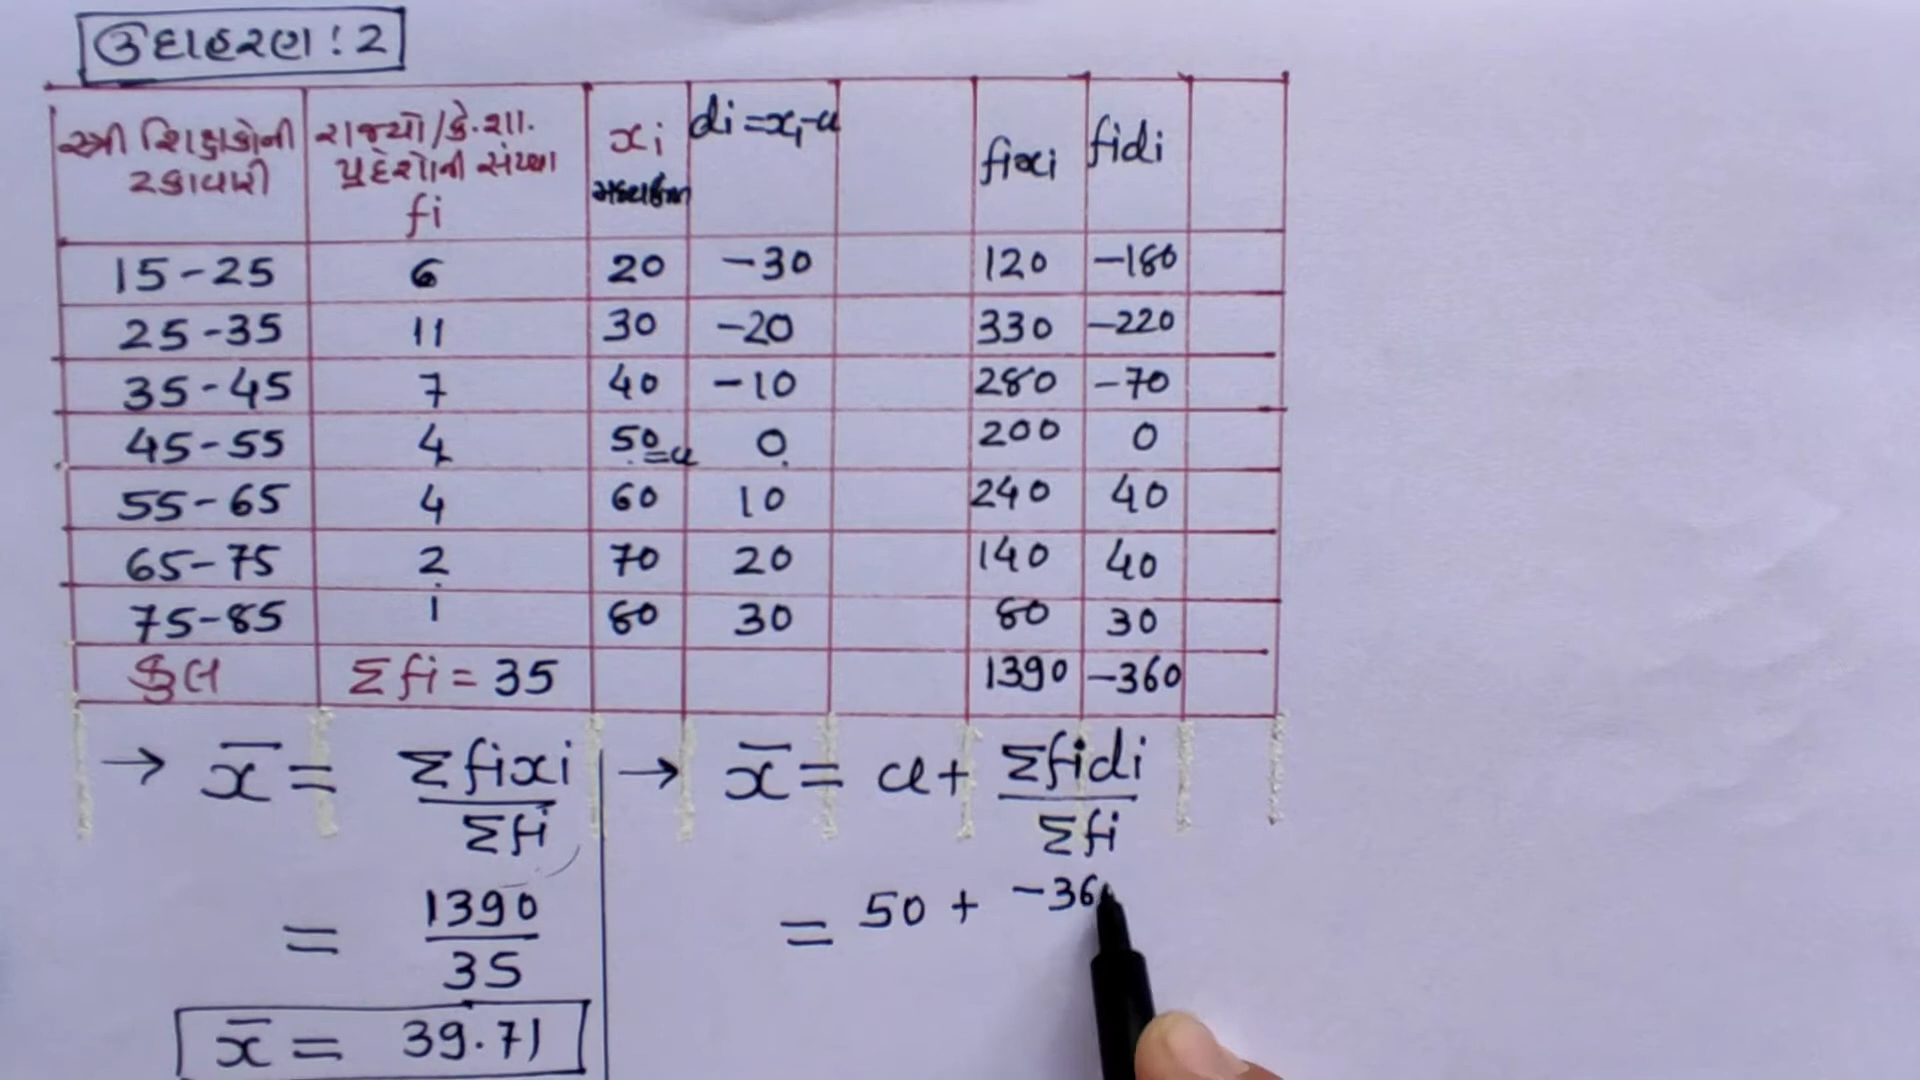 ઉદાહરણ : 2
સ્ત્રી શિક્ષકોની ટકાવારી
રાજ્યો/કે.શા. પ્રદેશોની સંખ્યા fi
xi
di = xi - a
fixi
fidi
15-25 6 20 -30 120 -180
25-35 11 30 -20 330 -220
35-45 7 40 -10 280 -70
45-55 4 50=a 0 200 0
55-65 4 60 10 240 40
65-75 2 70 20 140 40
75-85 1 80 30 80 30
કુલ Σfi = 35 1390 -360
→ x̄ = Σfixi / Σfi
= 1390 / 35
x̄ = 39.71
→ x̄ = a + Σfidi / Σfi
= 50 + -36